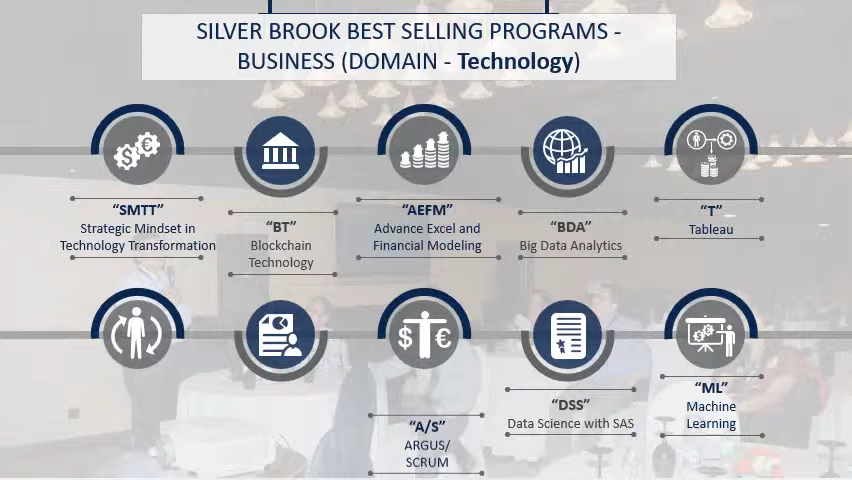 SILVER BROOK BEST SELLING PROGRAMS -
BUSINESS (DOMAIN - Technology)
“SMTT”
Strategic Mindset in
Technology Transformation
“BT”
Blockchain
Technology
“AEFM”
Advance Excel and
Financial Modeling
“BDA”
Big Data Analytics
“T”
Tableau
“A/S”
ARGUS/
SCRUM
“DSS”
Data Science with SAS
“ML”
Machine
Learning